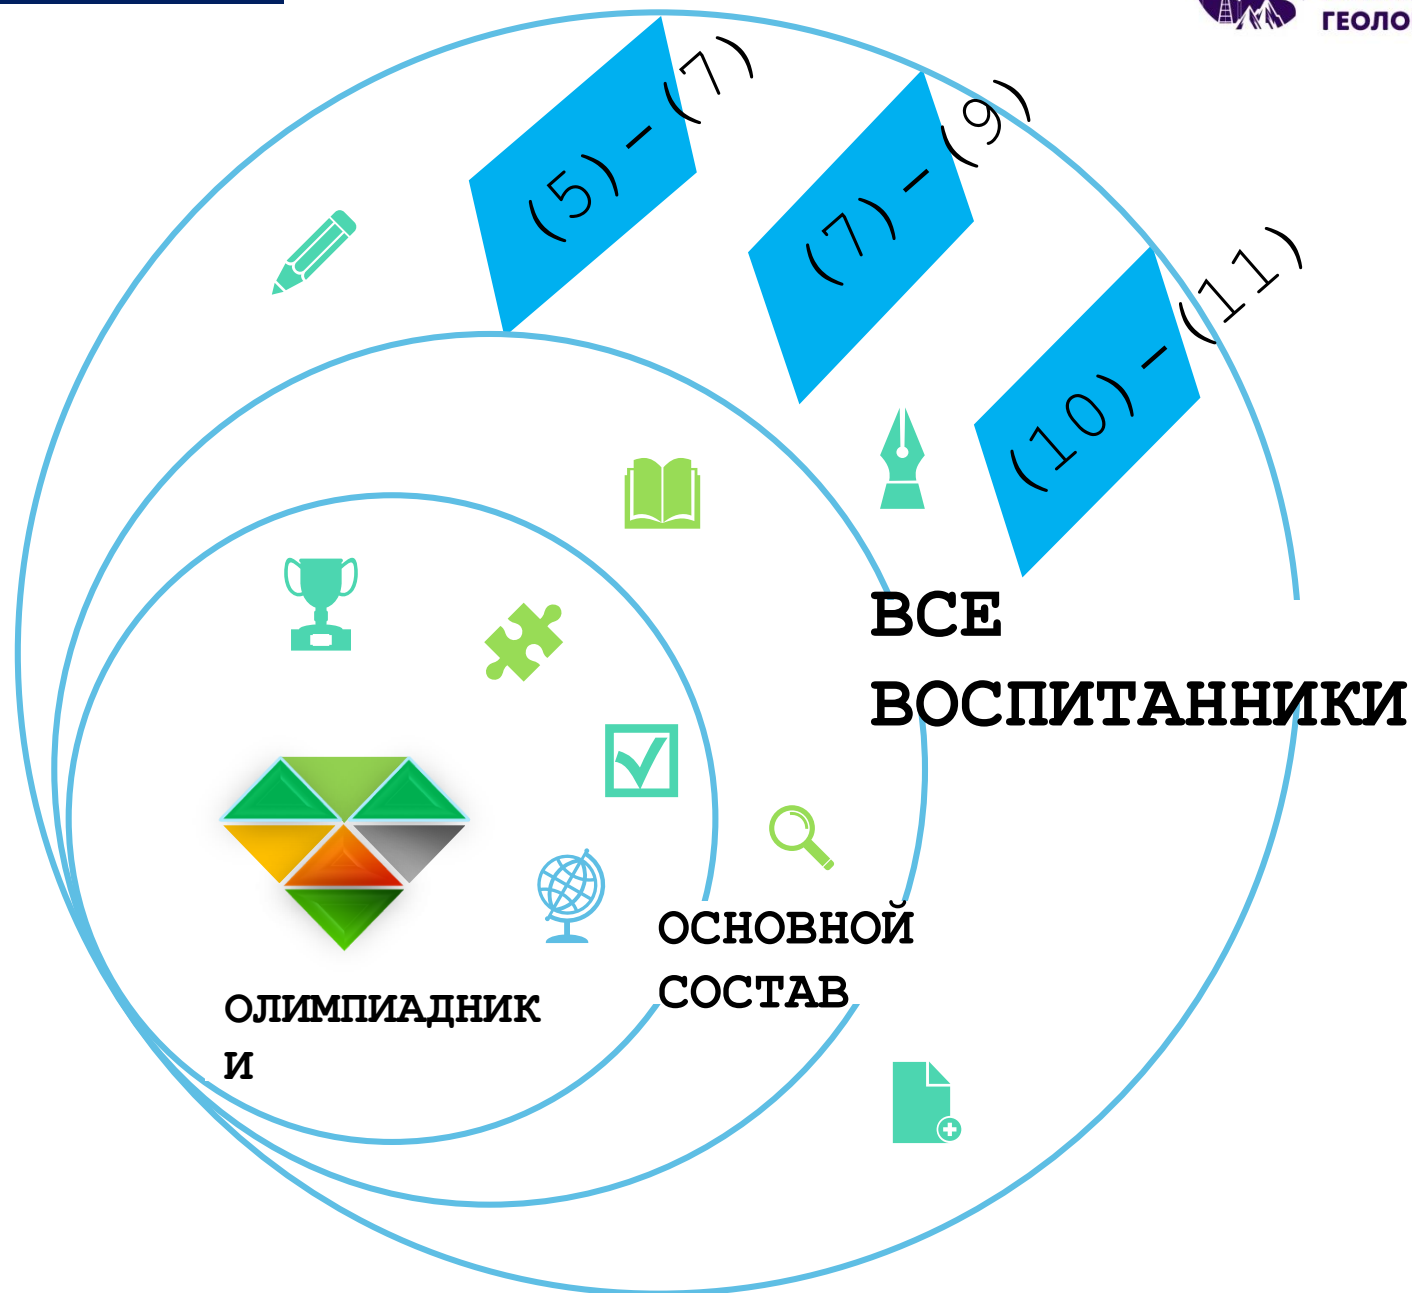 ГЕОЛО
(5)–(7)
(7)–(9)
(10)–(11)
ВСЕ
ВОСПИТАННИКИ
ОСНОВНОЙ
СОСТАВ
ОЛИМПИАДНИК
И